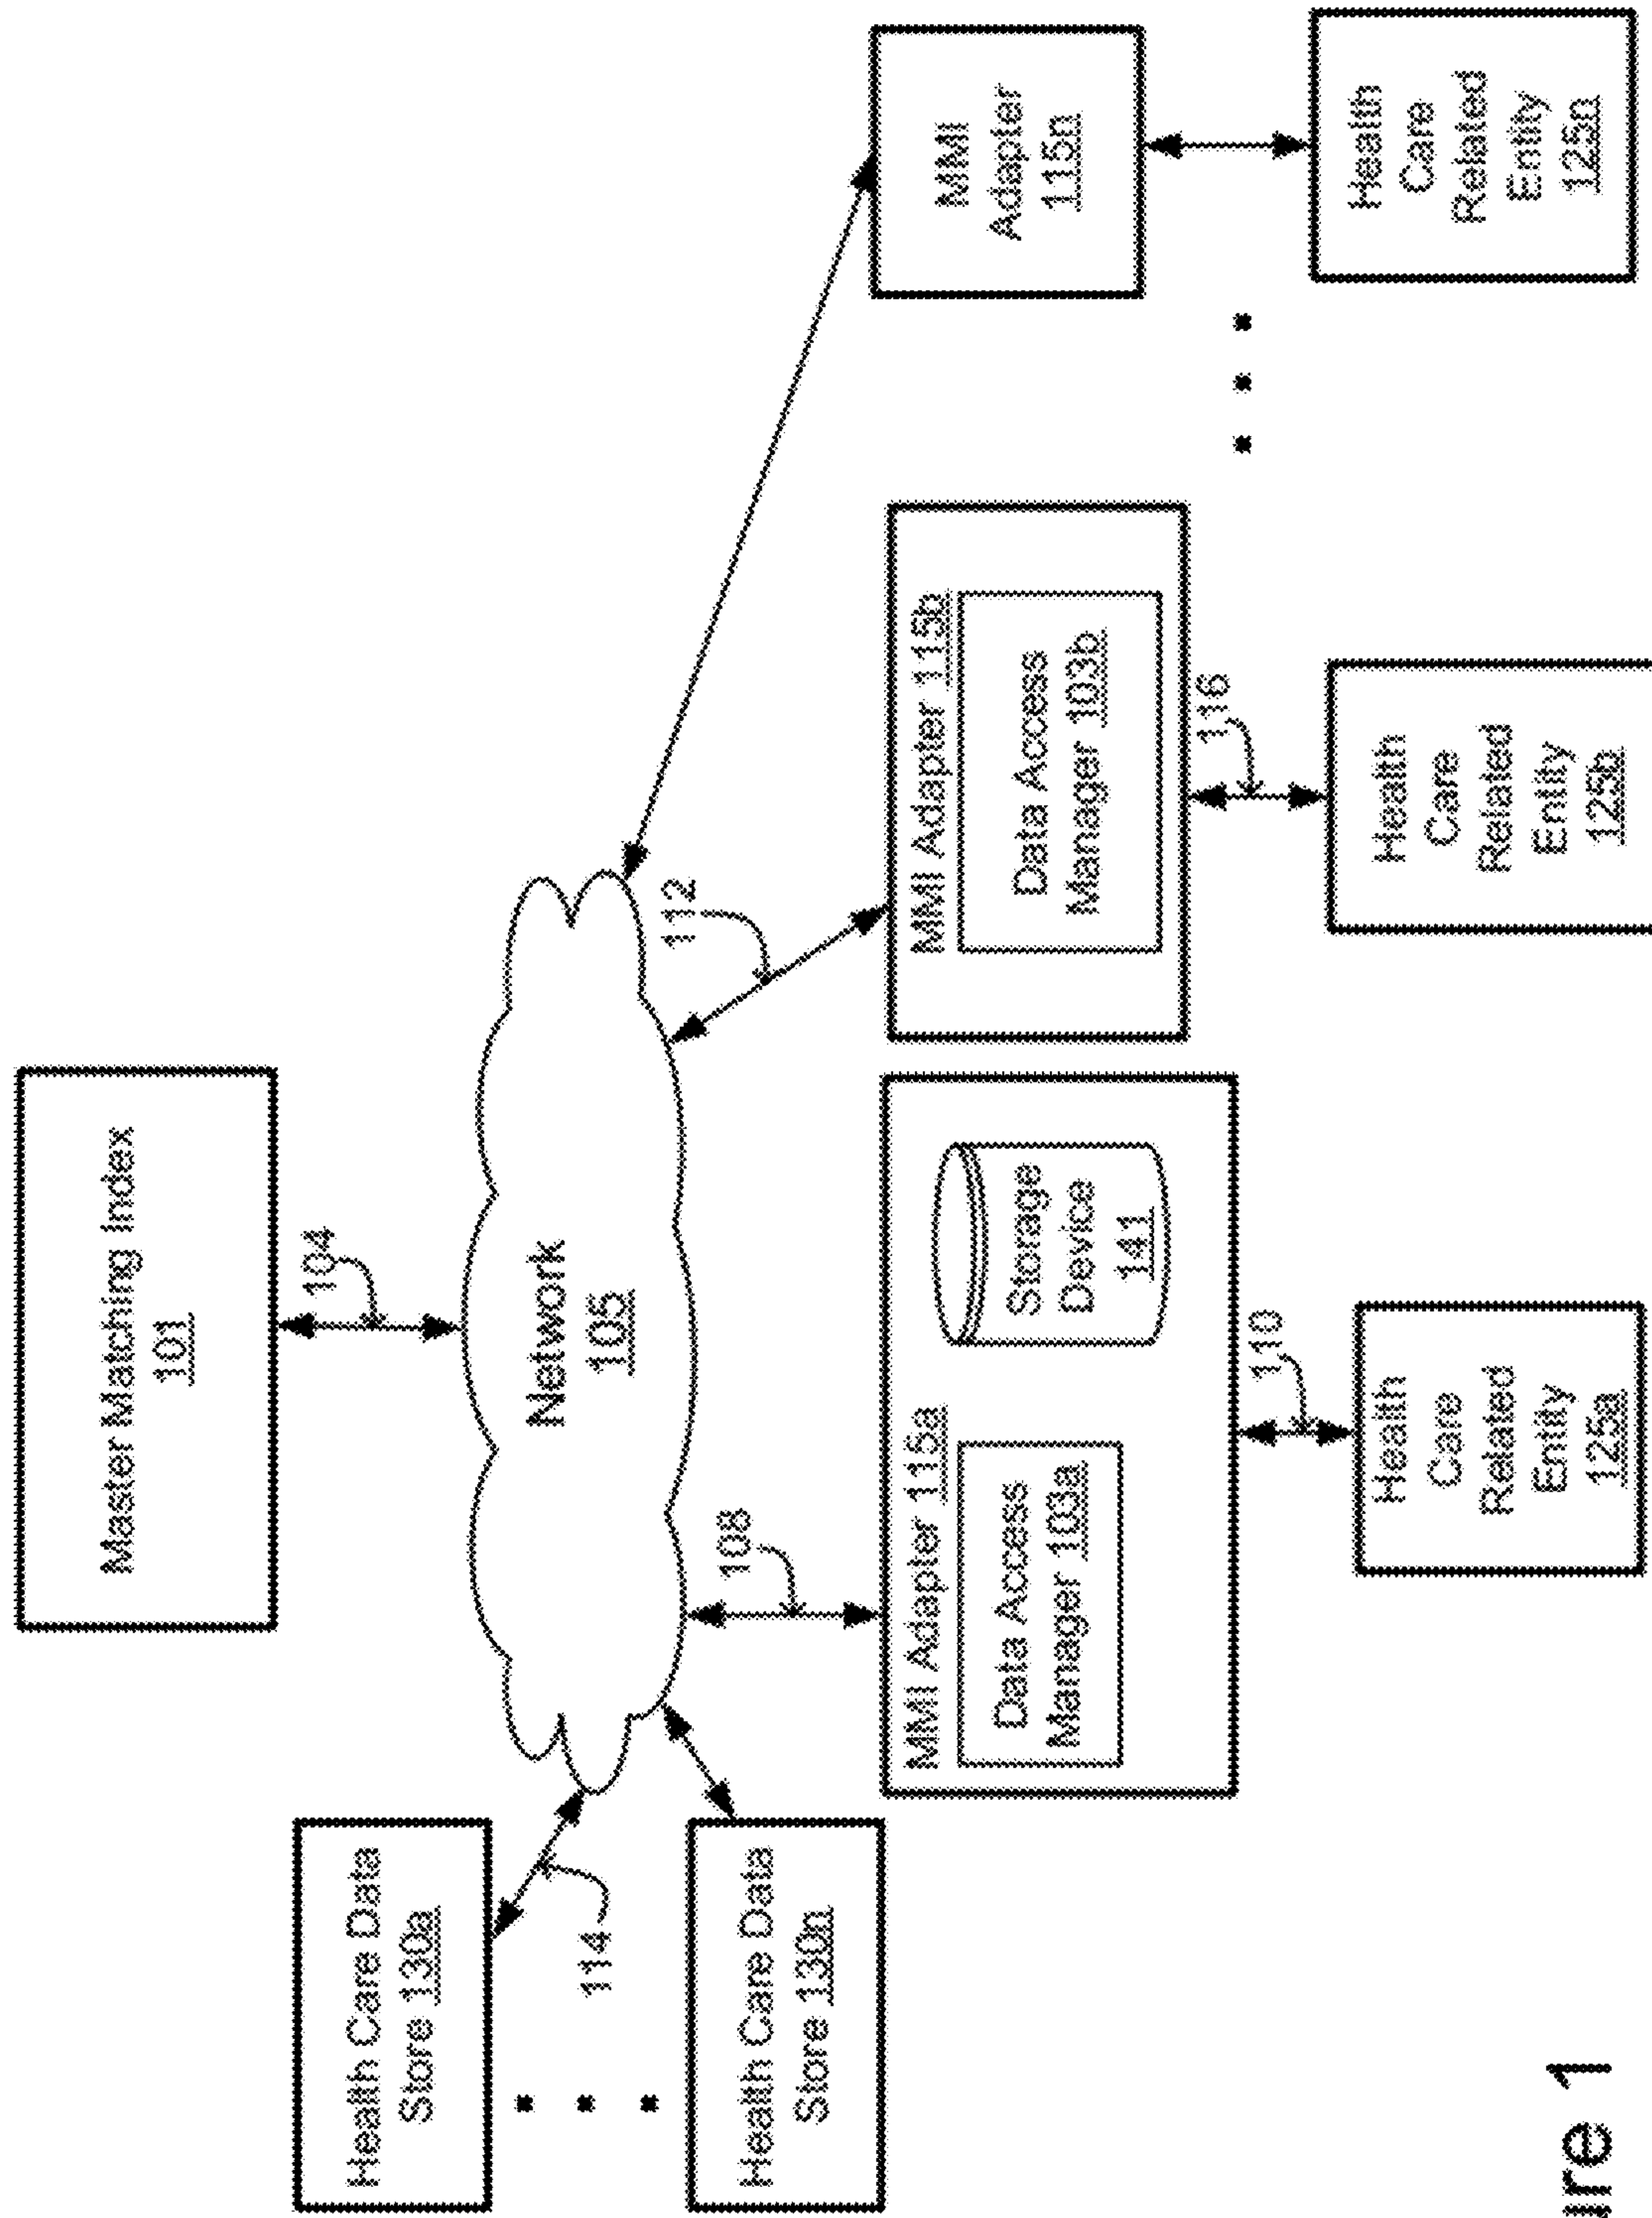 Master Matching Index
101
104
Health Care Data
Store 130a
114
Health Care Data
Store 130n
Network
105
108
112
MMI Adapter 115a
Data Access
Manager 103a
Storage
Device
141
MMI Adapter 115b
Data Access
Manager 103b
MMI
Adapter
115n
110
116
Health
Care
Related
Entity
125a
Health
Care
Related
Entity
125b
Health
Care
Related
Entity
125n
ure 1